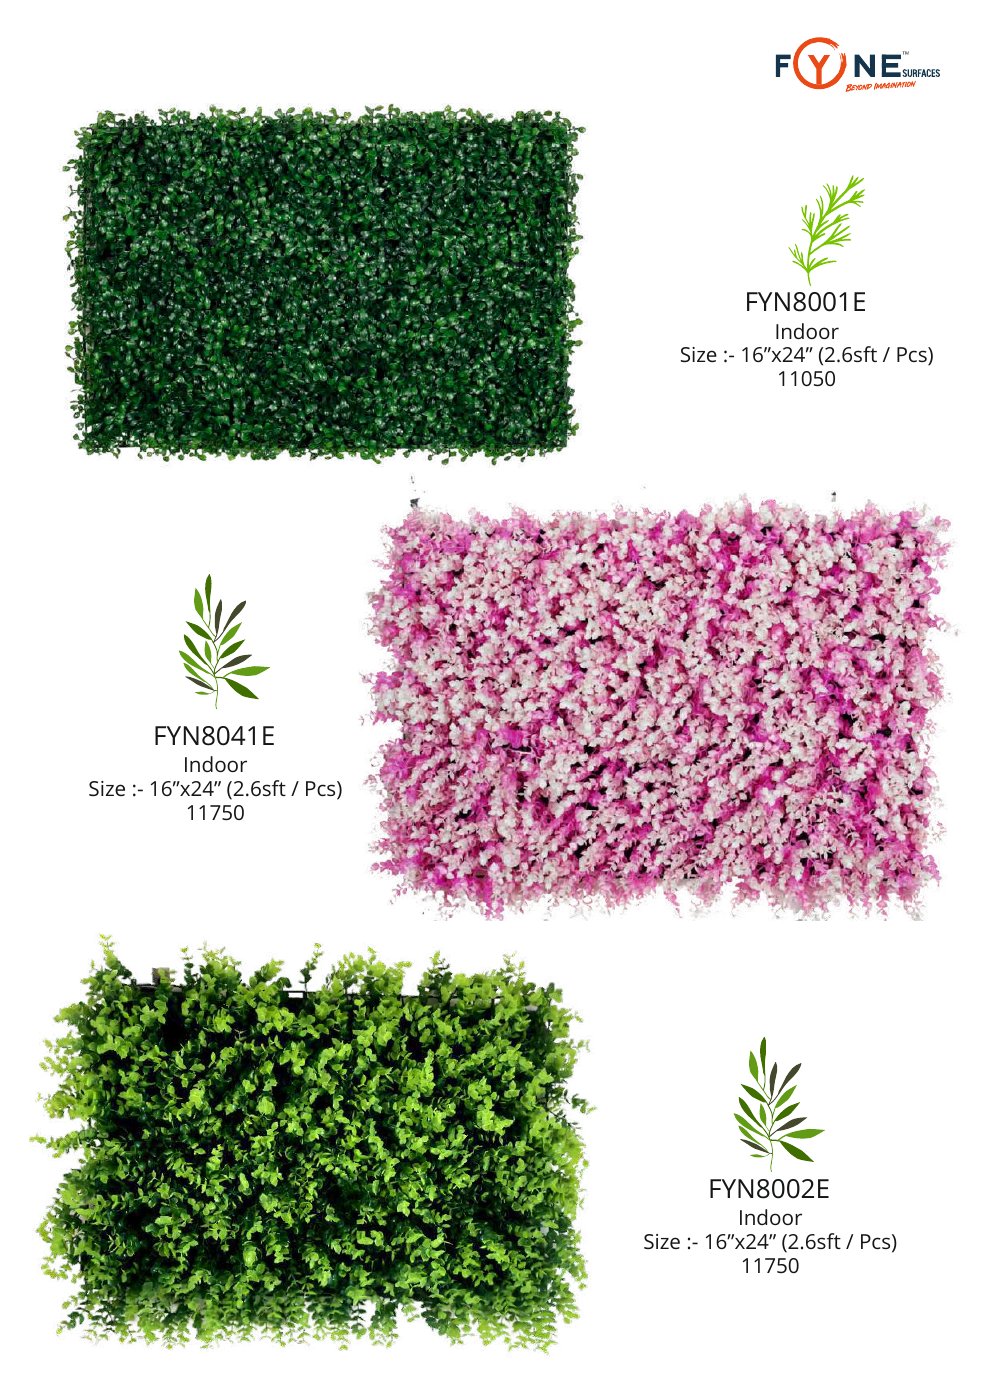 FYNE™
SURFACES
BEYOND IMAGINATION
FYN8001E
Indoor
Size :- 16”x24” (2.6sft / Pcs)
11050
FYN8041E
Indoor
Size :- 16”x24” (2.6sft / Pcs)
11750
FYN8002E
Indoor
Size :- 16”x24” (2.6sft / Pcs)
11750